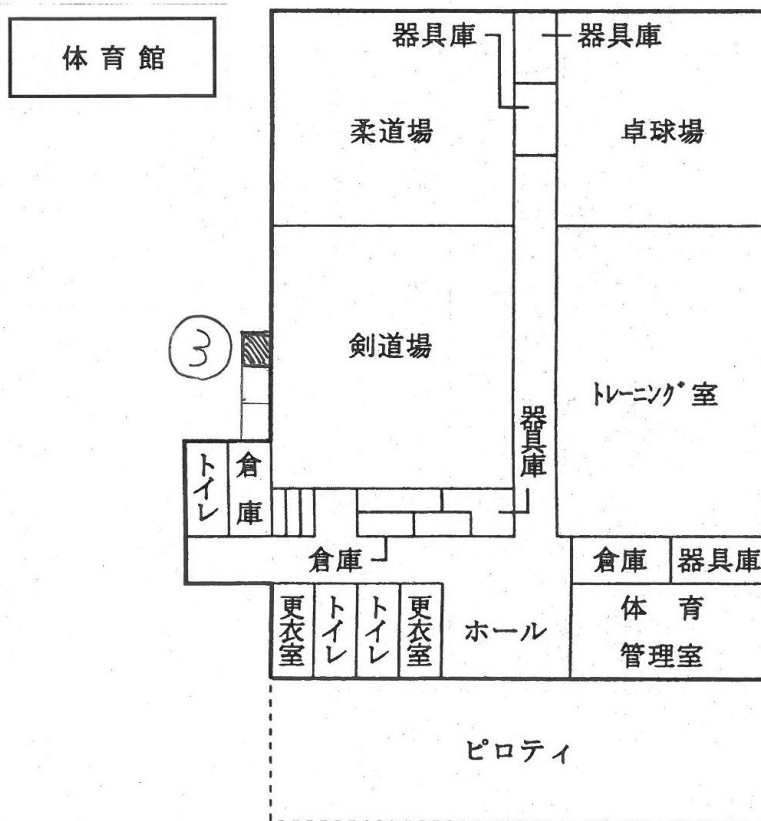 体育館
器具庫
器具庫
柔道場
卓球場
③
剣道場
トレーニング室
器具庫
トイレ
倉庫
倉庫
倉庫
器具庫
更衣室
トイレ
トイレ
更衣室
ホール
体育
管理室
ピロティ